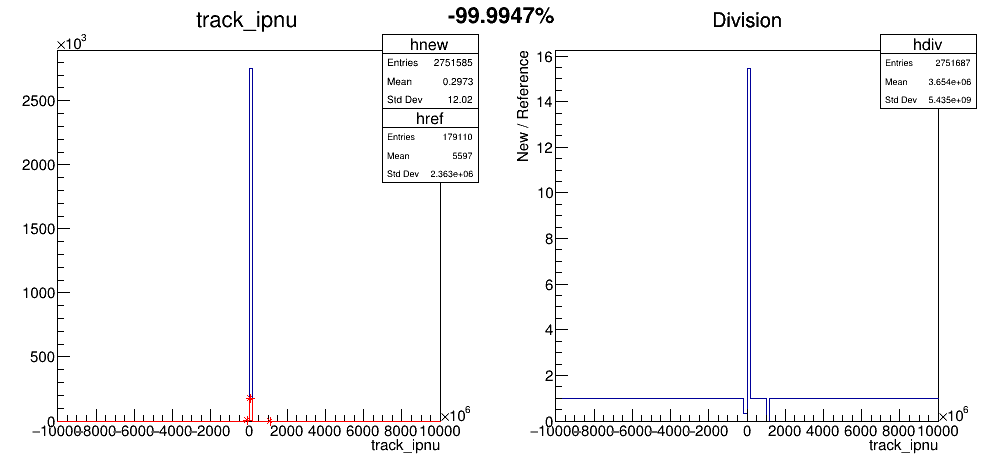 track_ipnu
-99.9947%
Division
×10³
hnew
Entries 2751585
Mean 0.2973
Std Dev 12.02
href
Entries 179110
Mean 5597
Std Dev 2.363e+06
2500
2000
1500
1000
500
0
−10000 −8000 −6000 −4000 −2000 0 2000 4000 6000 8000 10000
×10⁶
track_ipnu
hdiv
Entries 2751687
Mean 3.654e+06
Std Dev 5.435e+09
New / Reference
16
14
12
10
8
6
4
2
0
−10000 −8000 −6000 −4000 −2000 0 2000 4000 6000 8000 10000
×10⁶
track_ipnu